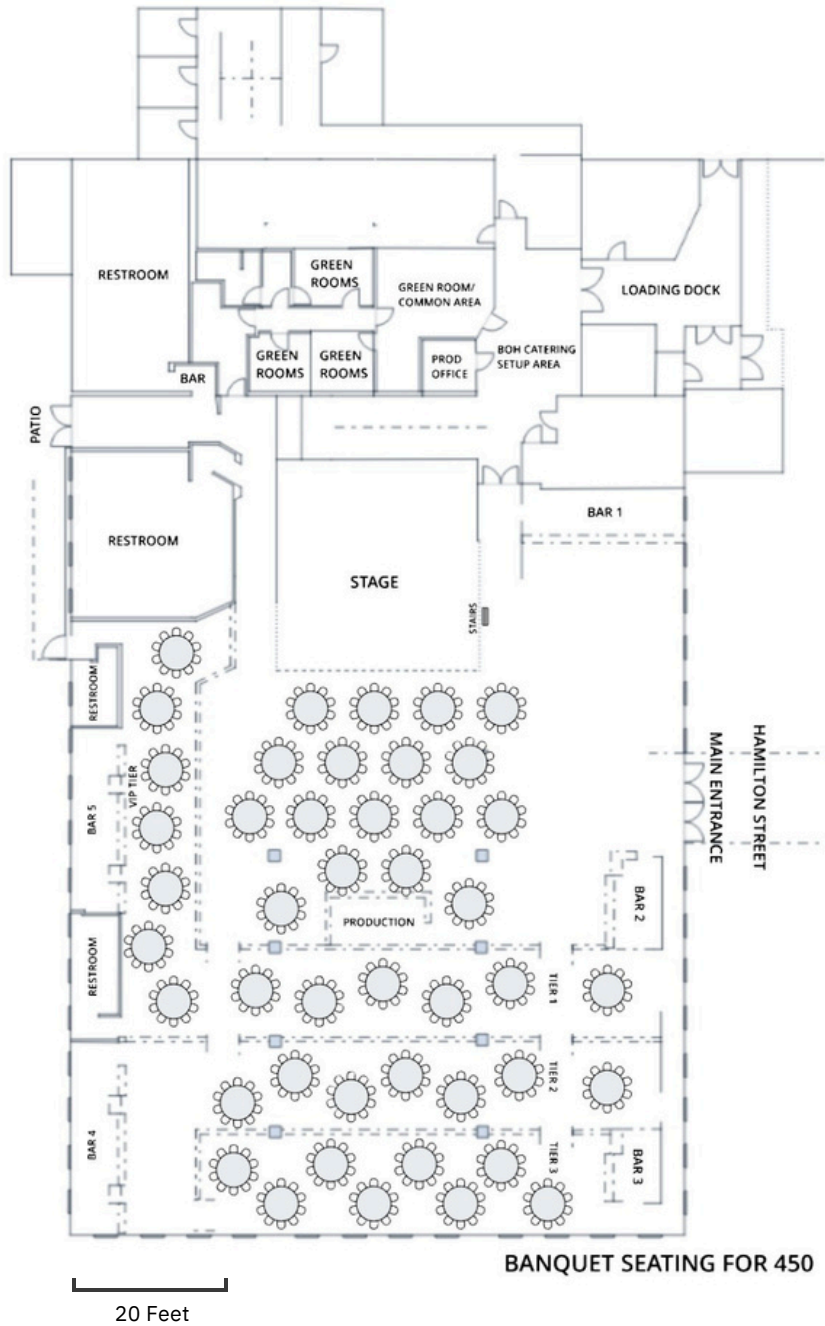 RESTROOM
GREEN
ROOMS
GREEN ROOM/
COMMON AREA
LOADING DOCK
GREEN
ROOMS
GREEN
ROOMS
PROD
OFFICE
BOH CATERING
SETUP AREA
BAR
PATIO
BAR 1
RESTROOM
STAGE
STAIRS
RESTROOM
HAMILTON STREET
MAIN ENTRANCE
VIP TIER
BAR 5
BAR 2
PRODUCTION
RESTROOM
TIER 1
TIER 2
BAR 4
TIER 3
BAR 3
BANQUET SEATING FOR 450
20 Feet